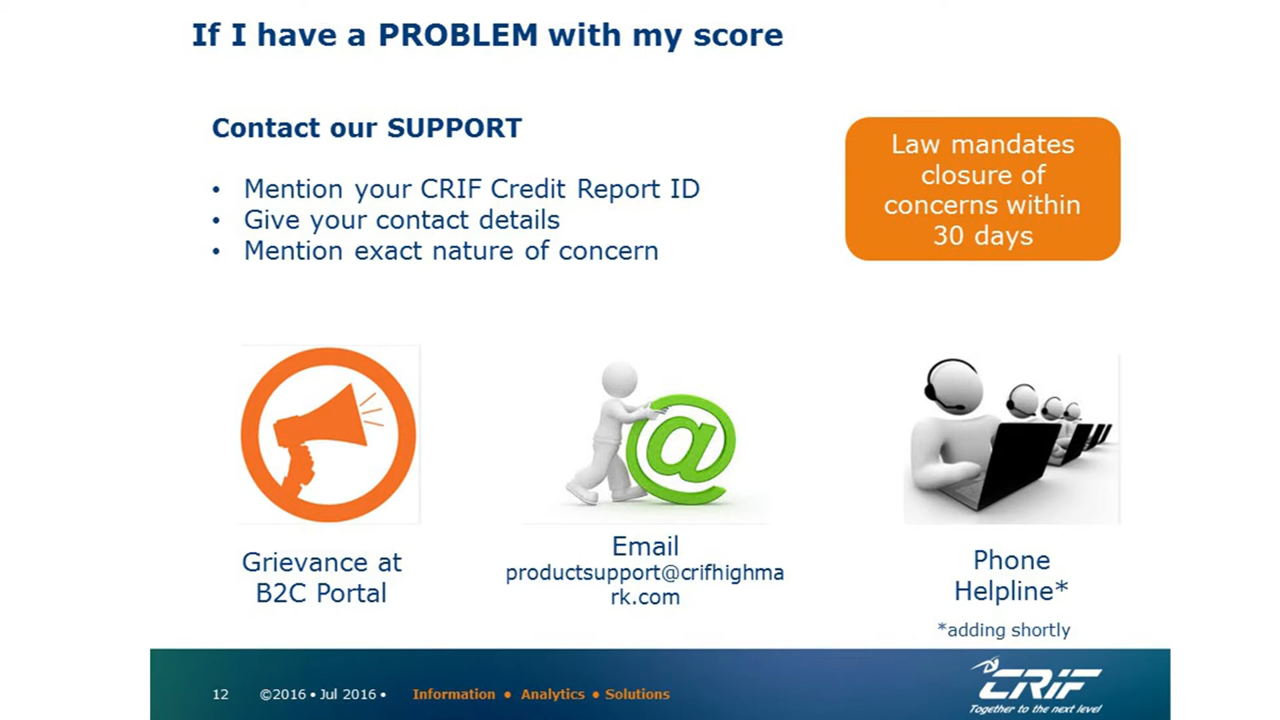 If I have a PROBLEM with my score
Contact our SUPPORT
• Mention your CRIF Credit Report ID
• Give your contact details
• Mention exact nature of concern
Law mandates
closure of
concerns within
30 days
@
Grievance at
B2C Portal
Email
productsupport@crifhighma
rk.com
Phone
Helpline*
*adding shortly
12 ©2016 • Jul 2016 • Information • Analytics • Solutions
CRIF
Together to the next level